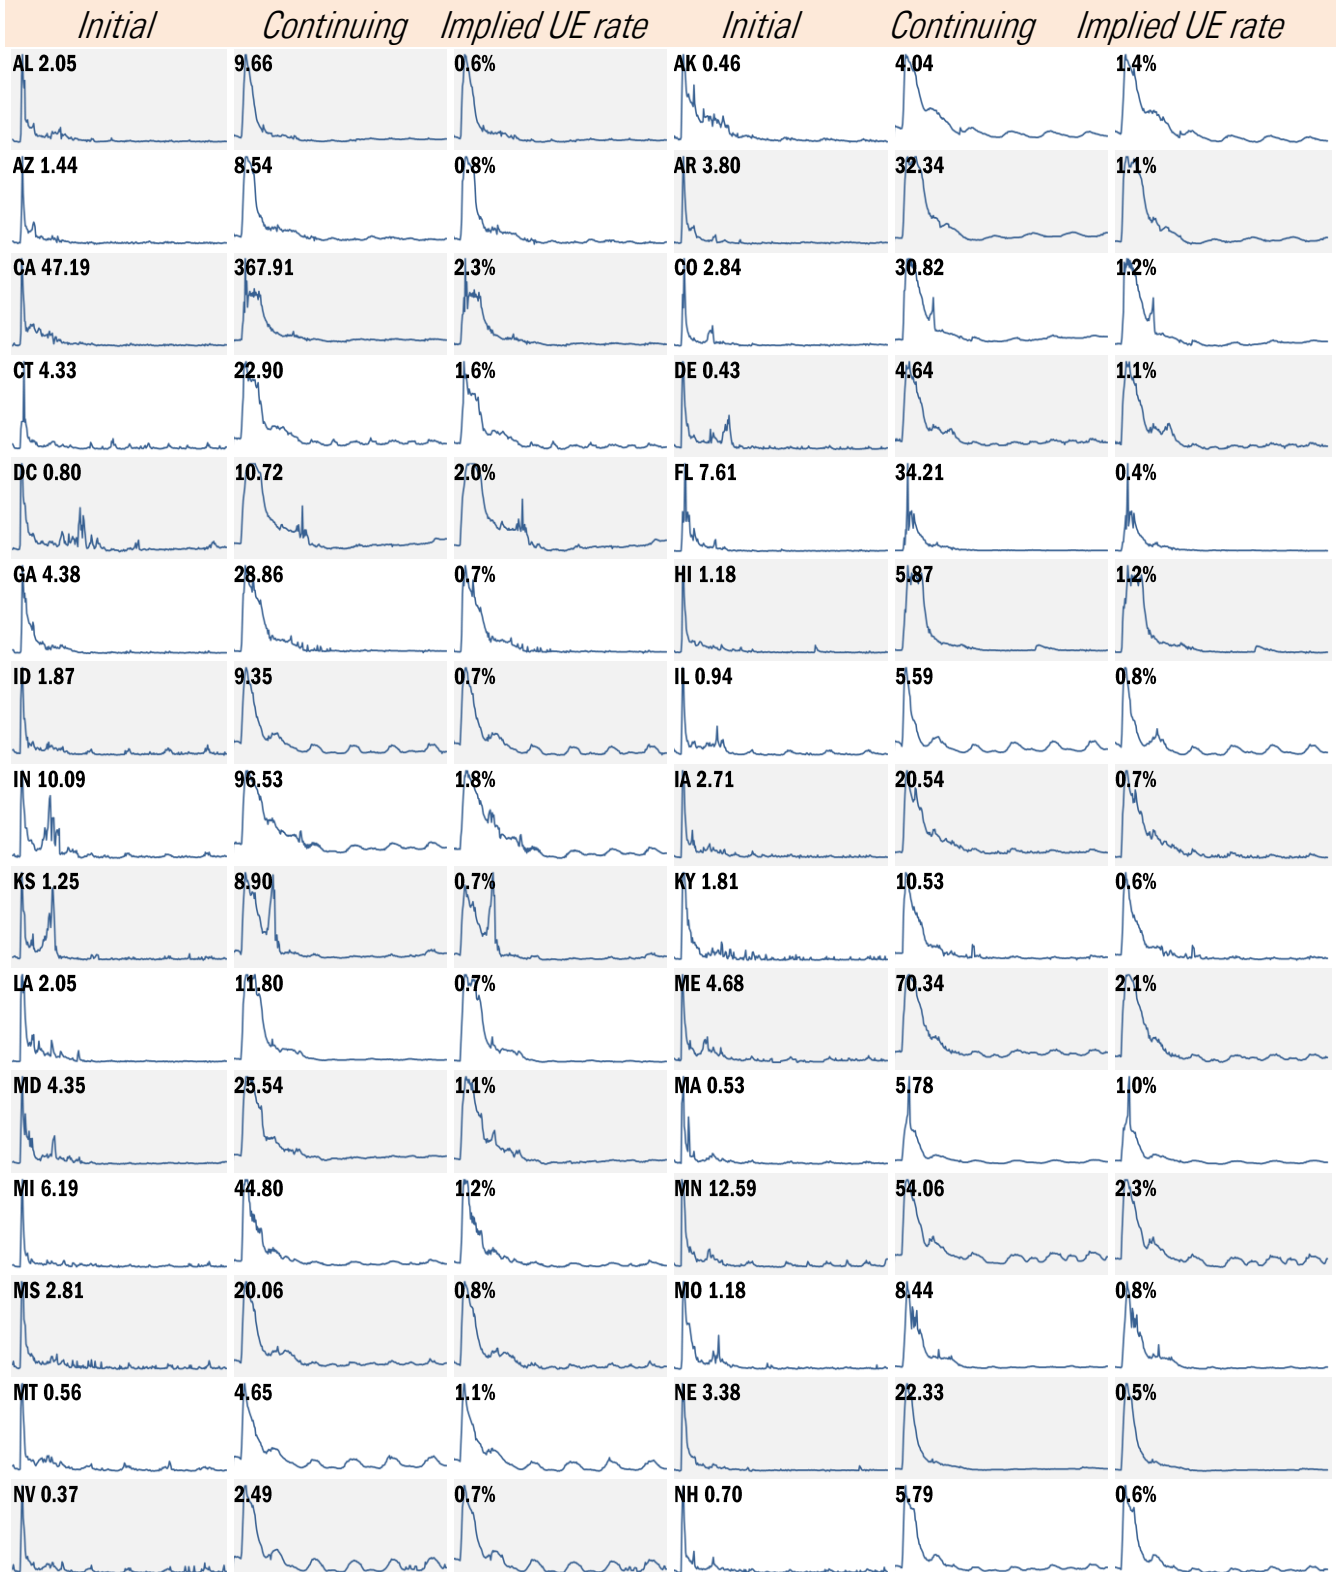 Initial Continuing Implied UE rate Initial Continuing Implied UE rate
AL 2.05 9.66 0.6% AK 0.46 4.04 1.4%
AZ 1.44 8.54 0.8% AR 3.80 32.34 1.1%
CA 47.19 367.91 2.3% CO 2.84 30.82 1.2%
CT 4.33 22.90 1.6% DE 0.43 4.64 1.1%
DC 0.80 10.72 2.0% FL 7.61 34.21 0.4%
GA 4.38 28.86 0.7% HI 1.18 5.87 1.2%
ID 1.87 9.35 0.7% IL 0.94 5.59 0.8%
IN 10.09 96.53 1.8% IA 2.71 20.54 0.7%
KS 1.25 8.90 0.7% KY 1.81 10.53 0.6%
LA 2.05 11.80 0.7% ME 4.68 70.34 2.1%
MD 4.35 25.54 1.1% MA 0.53 5.78 1.0%
MI 6.19 44.80 1.2% MN 12.59 54.06 2.3%
MS 2.81 20.06 0.8% MO 1.18 8.44 0.8%
MT 0.56 4.65 1.1% NE 3.38 22.33 0.5%
NV 0.37 2.49 0.7% NH 0.70 5.79 0.6%